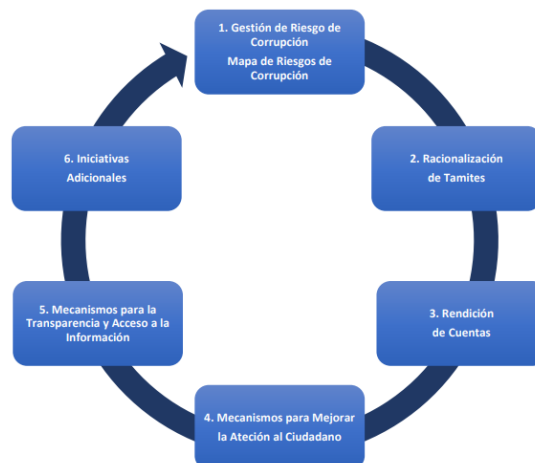 1. Gestión de Riesgo de
Corrupción
Mapa de Riesgos de
Corrupción
2. Racionalización
de Tamites
3. Rendición
de Cuentas
4. Mecanismos para Mejorar
la Ateción al Ciudadano
5. Mecanismos para la
Transparencia y Acceso a la
Información
6. Iniciativas
Adicionales